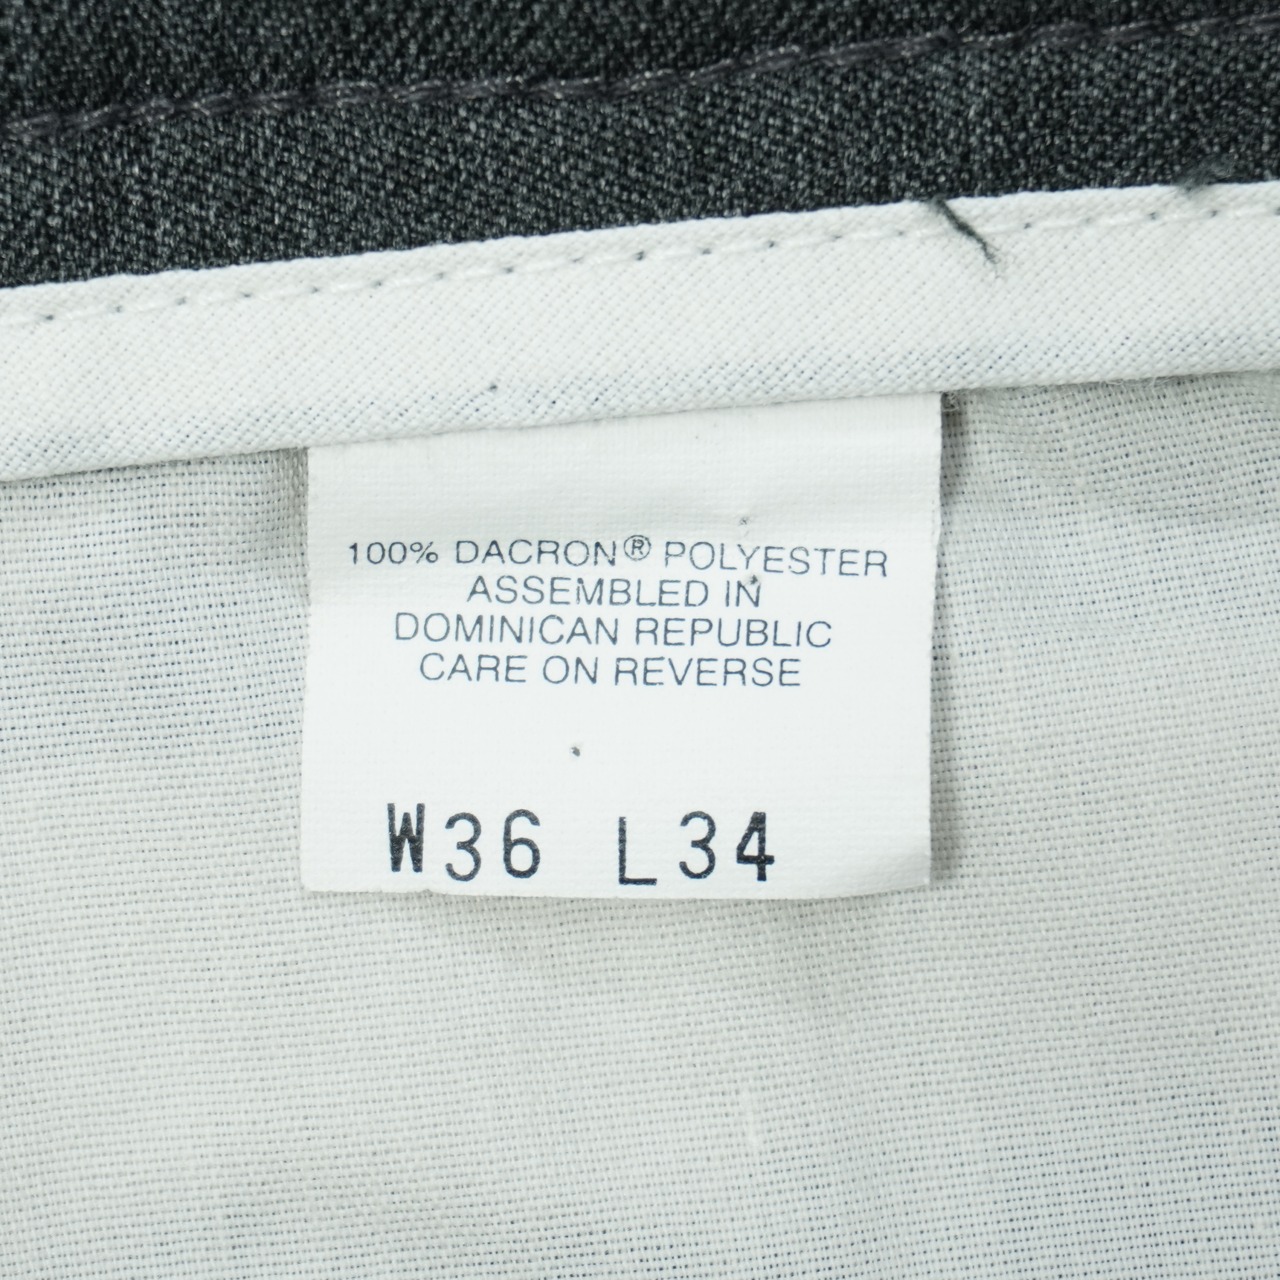 100% DACRON® POLYESTER
ASSEMBLED IN
DOMINICAN REPUBLIC
CARE ON REVERSE
W36 L34